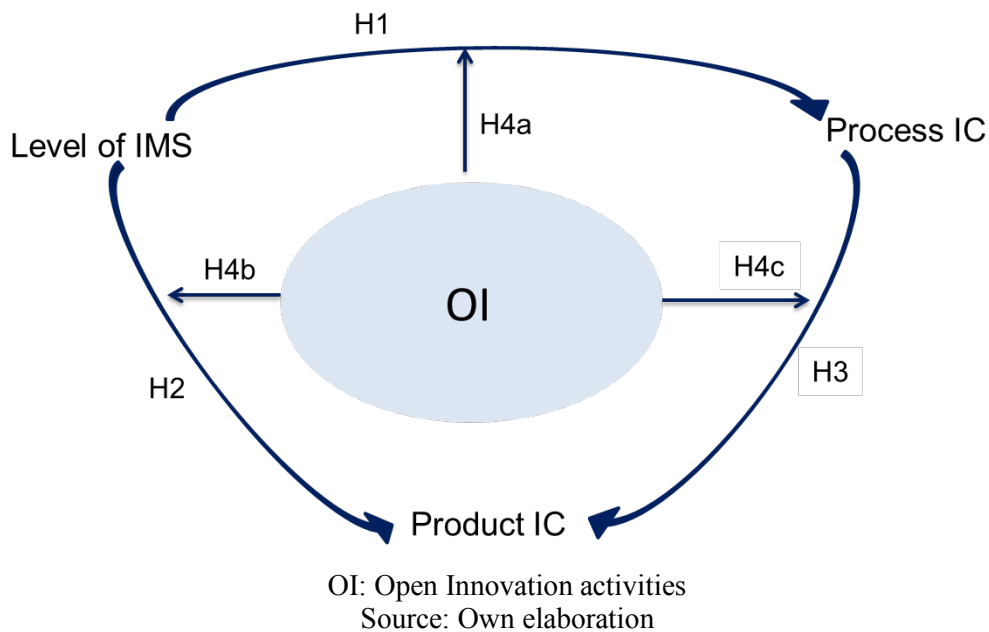 H1
H4a
Level of IMS
Process IC
H4b
H4c
OI
H3
H2
Product IC
OI: Open Innovation activities
Source: Own elaboration